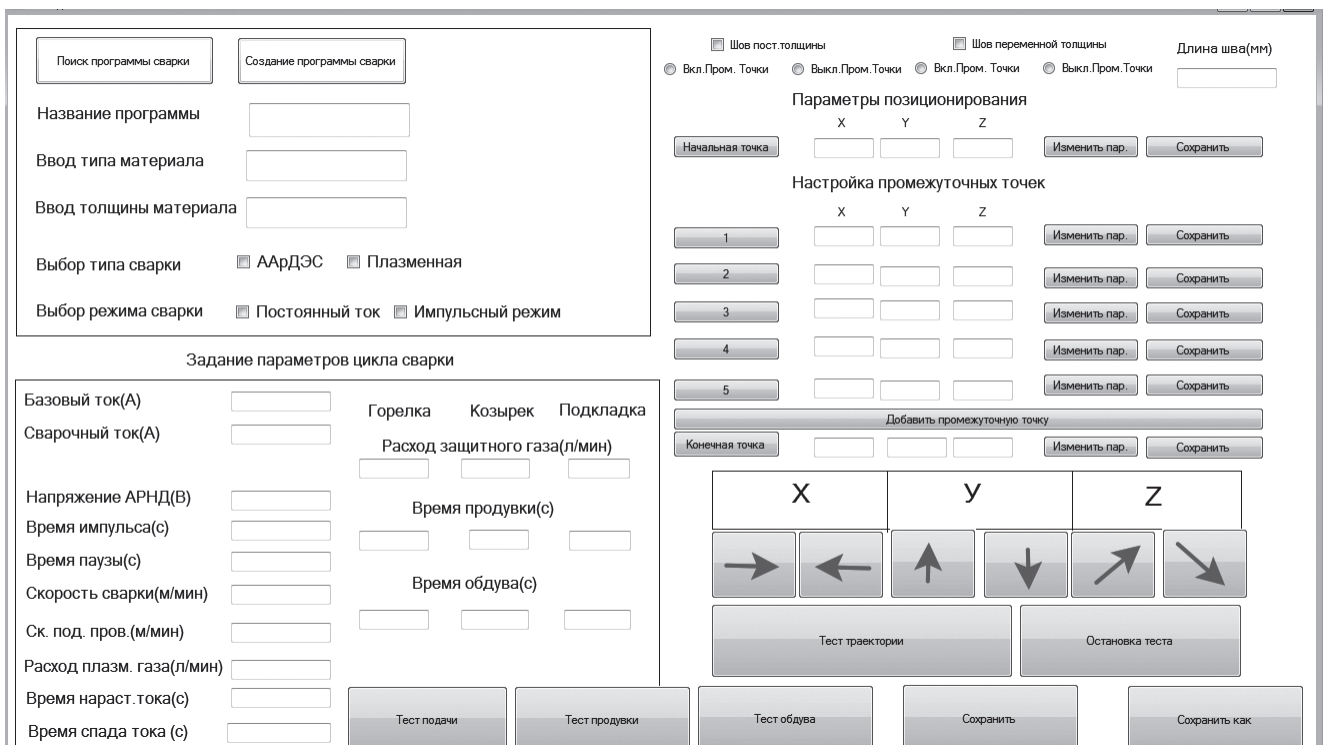 Поиск программы сварки
Создание программы сварки
Название программы
Ввод типа материала
Ввод толщины материала
Выбор типа сварки ААрДЭС Плазменная
Выбор режима сварки Постоянный ток Импульсный режим
Задание параметров цикла сварки
Базовый ток(А)
Сварочный ток(А)
Напряжение АРНД(В)
Время импульса(с)
Время паузы(с)
Скорость сварки(м/мин)
Ск. под. пров.(м/мин)
Расход плазм. газа(л/мин)
Время нараст.тока(с)
Время спада тока (с)
Горелка Козырек Подкладка
Расход защитного газа(л/мин)
Время продувки(с)
Время обдува(с)
Тест подачи
Тест продувки
Тест обдува
Сохранить
Сохранить как
Шов пост.толщины
Шов переменной толщины
Длина шва(мм)
Вкл.Пром. Точки Выкл.Пром.Точки Вкл.Пром. Точки Выкл.Пром.Точки
Параметры позиционирования
X Y Z
Начальная точка Изменить пар. Сохранить
Настройка промежуточных точек
X Y Z
1 Изменить пар. Сохранить
2 Изменить пар. Сохранить
3 Изменить пар. Сохранить
4 Изменить пар. Сохранить
5 Изменить пар. Сохранить
Добавить промежуточную точку
Конечная точка Изменить пар. Сохранить
X У Z
Тест траектории
Остановка теста